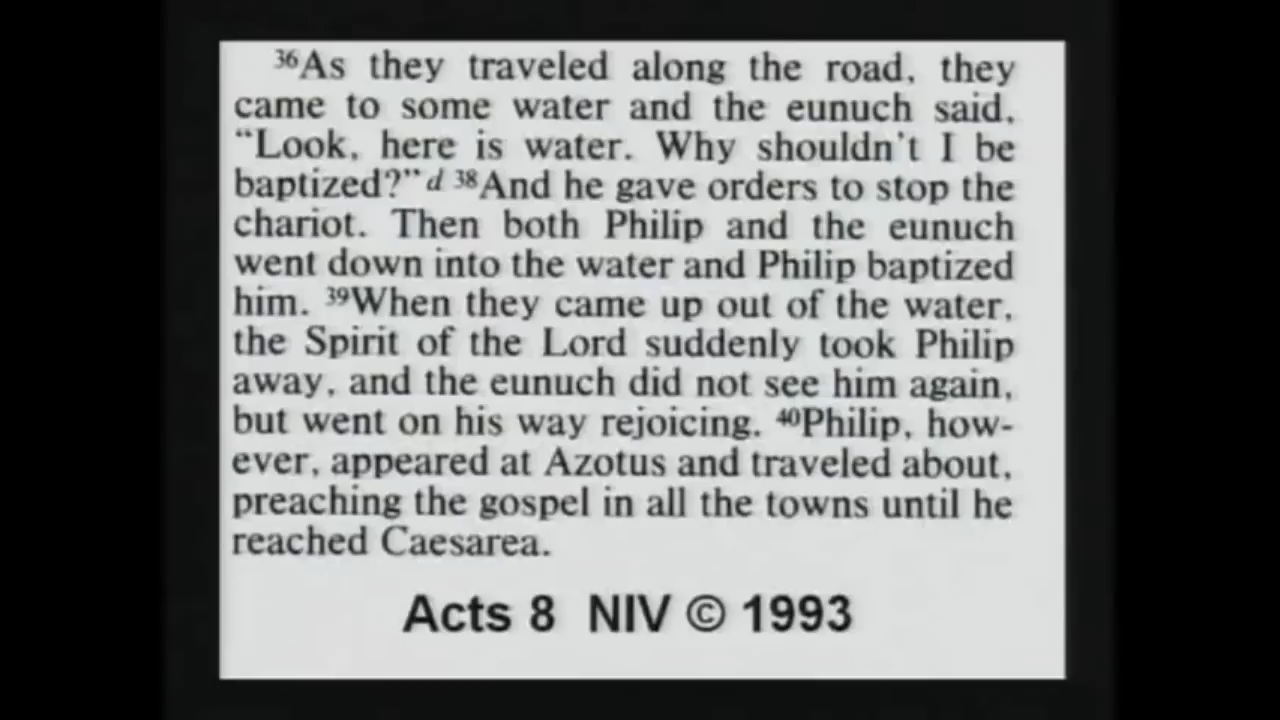 ³⁶As they traveled along the road, they
came to some water and the eunuch said,
“Look, here is water. Why shouldn't I be
baptized?” d ³⁸And he gave orders to stop the
chariot. Then both Philip and the eunuch
went down into the water and Philip baptized
him. ³⁹When they came up out of the water,
the Spirit of the Lord suddenly took Philip
away, and the eunuch did not see him again,
but went on his way rejoicing. ⁴⁰Philip, how-
ever, appeared at Azotus and traveled about,
preaching the gospel in all the towns until he
reached Caesarea.
Acts 8 NIV © 1993